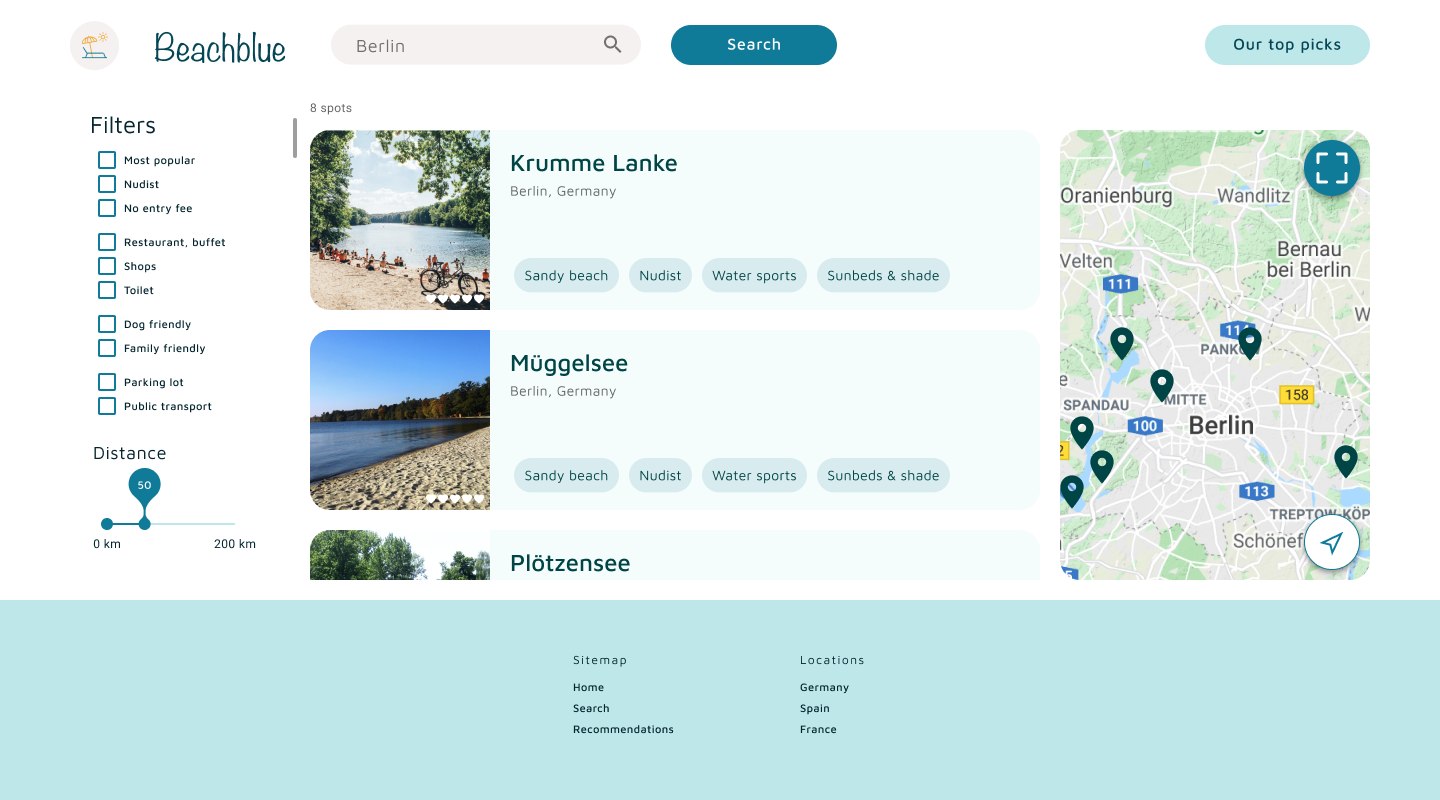 Beachblue
Berlin
Search
Our top picks
8 spots
Filters
Most popular
Nudist
No entry fee
Restaurant, buffet
Shops
Toilet
Dog friendly
Family friendly
Parking lot
Public transport
Distance
50
0 km
200 km
Krumme Lanke
Berlin, Germany
Sandy beach
Nudist
Water sports
Sunbeds & shade
Müggelsee
Berlin, Germany
Sandy beach
Nudist
Water sports
Sunbeds & shade
Plötzensee
Oranienburg
Wandlitz
Bernau
bei Berlin
Velten
111
W
114
PANKO
MITTE
158
SPANDAU
100
Berlin
113
TREPTOW-KÖP
Schönef
Sitemap
Home
Search
Recommendations
Locations
Germany
Spain
France